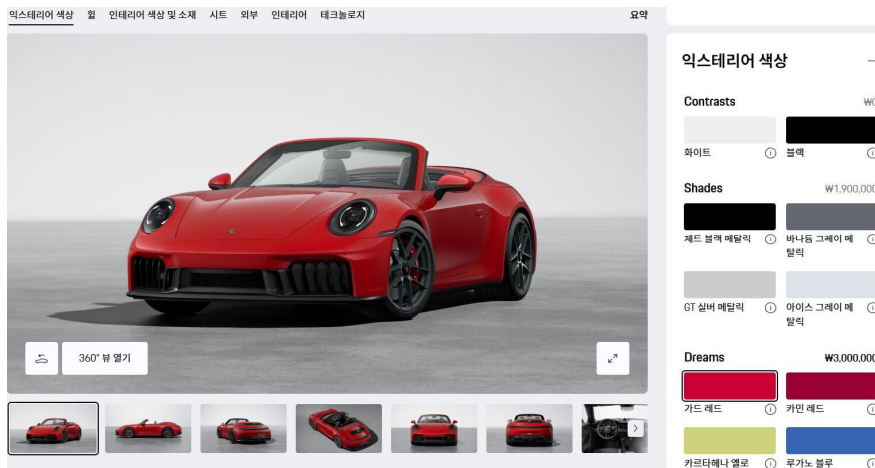 익스테리어 색상 휠 인테리어 색상 및 소재 시트 외부 인테리어 테크놀로지 요약
360° 뷰 열기
익스테리어 색상
Contrasts
화이트 블랙
Shades ₩1,900,000
제트 블랙 메탈릭 바나듐 그레이 메
탈릭
GT 실버 메탈릭 아이스 그레이 메
탈릭
Dreams ₩3,000,000
가드 레드 카민 레드
카르타헤나 옐로 루가노 블루